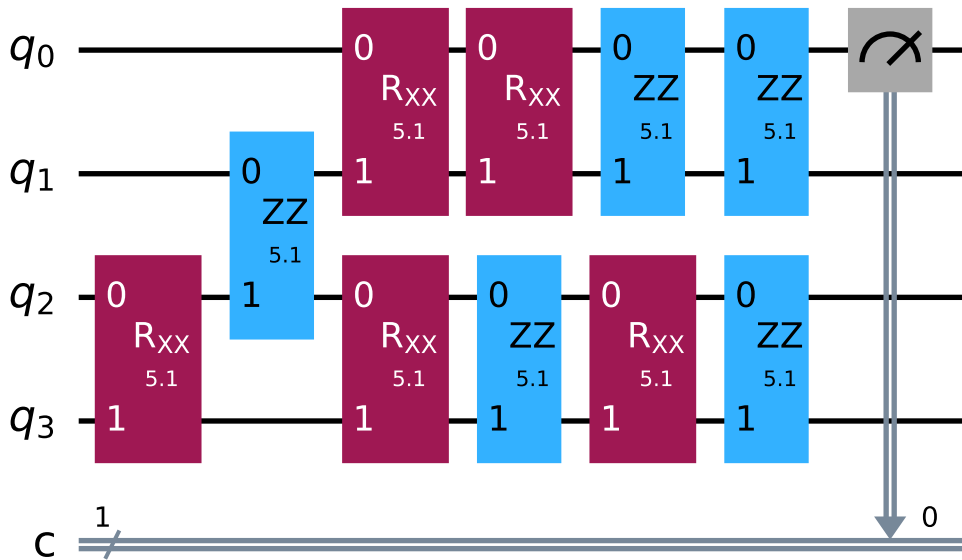 q0
0 0 0 0
RXX RXX ZZ ZZ
5.1 5.1 5.1 5.1
q1
0 1 1 1 1
ZZ
5.1
q2
0 1 0 0 0 0
RXX RXX ZZ RXX ZZ
5.1 5.1 5.1 5.1 5.1
q3
1 1 1 1 1
1 0
c